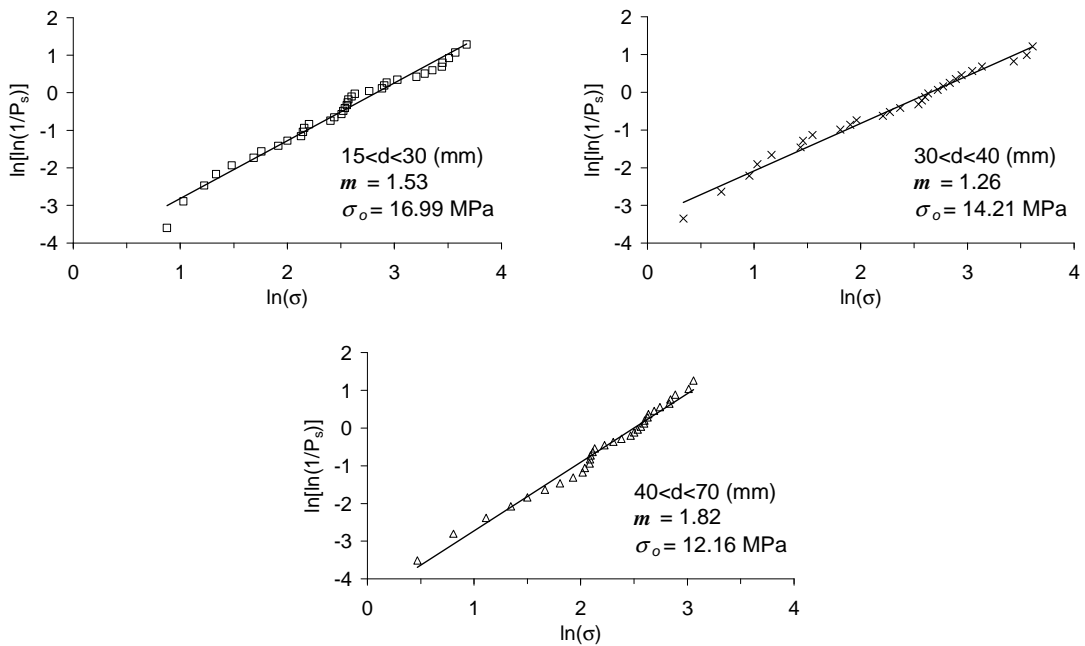 2
1
0
-1
-2
-3
-4
0 1 2 3 4
ln[ln(1/Pₛ)]
ln(σ)
15<d<30 (mm)
m = 1.53
σₒ = 16.99 MPa
2
1
0
-1
-2
-3
-4
0 1 2 3 4
ln[ln(1/Pₛ)]
ln(σ)
30<d<40 (mm)
m = 1.26
σₒ = 14.21 MPa
2
1
0
-1
-2
-3
-4
0 1 2 3 4
ln[ln(1/Pₛ)]
ln(σ)
40<d<70 (mm)
m = 1.82
σₒ = 12.16 MPa